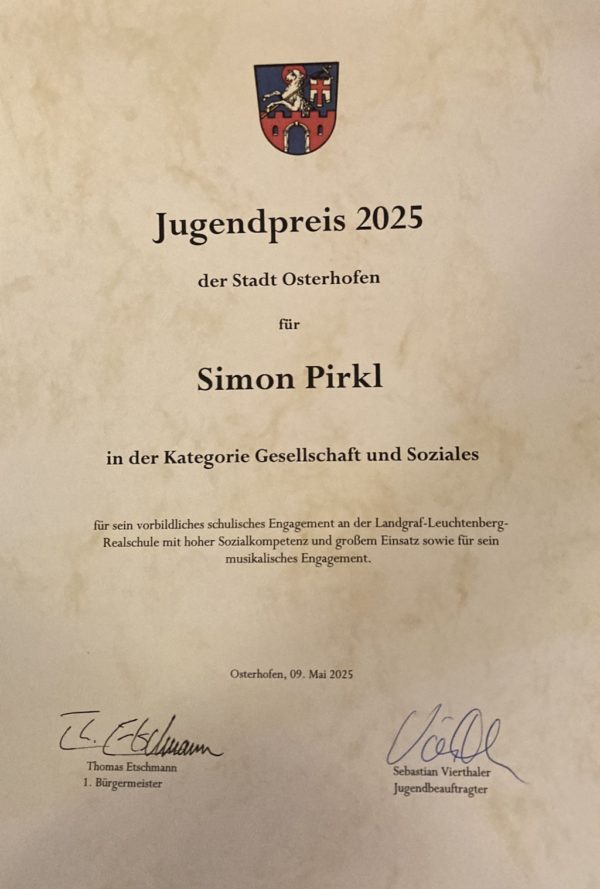 Jugendpreis 2025
der Stadt Osterhofen
für
Simon Pirkl
in der Kategorie Gesellschaft und Soziales
für sein vorbildliches schulisches Engagement an der Landgraf-Leuchtenberg-
Realschule mit hoher Sozialkompetenz und großem Einsatz sowie für sein
musikalisches Engagement.
Osterhofen, 09. Mai 2025
Th. Etschmann
Thomas Etschmann
1. Bürgermeister
Sebastian Vierthaler
Jugendbeauftragter